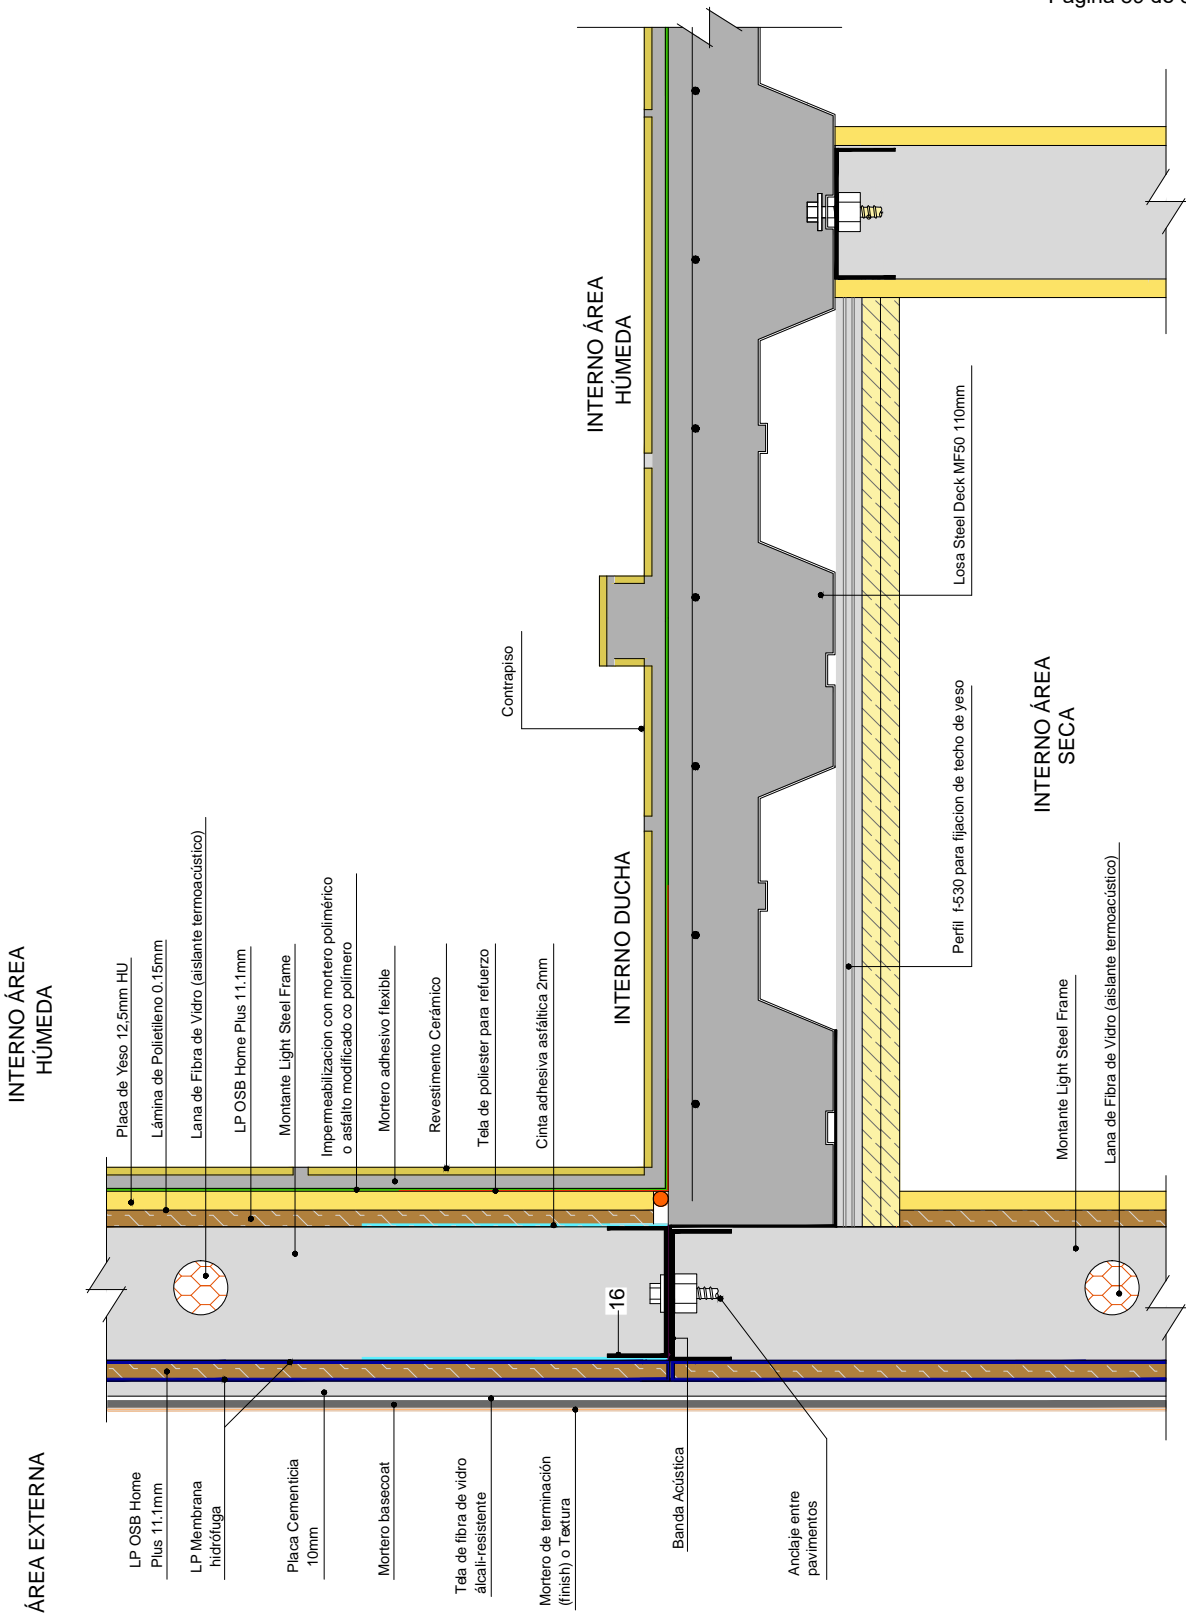 Página 39 de
INTERNO ÁREA
HÚMEDA
Placa de Yeso 12,5mm HU
Lámina de Polietileno 0.15mm
Lana de Fibra de Vidro (aislante termoacústico)
LP OSB Home Plus 11.1mm
Montante Light Steel Frame
Impermeabilizacion con mortero polimérico
o asfalto modificado co polímero
Mortero adhesivo flexible
Revestimento Cerámico
Tela de poliester para refuerzo
Cinta adhesiva asfáltica 2mm
INTERNO DUCHA
Contrapiso
INTERNO ÁREA
HÚMEDA
Losa Steel Deck MF50 110mm
Perfil f-530 para fijacion de techo de yeso
INTERNO ÁREA
SECA
Montante Light Steel Frame
Lana de Fibra de Vidro (aislante termoacústico)
16
ÁREA EXTERNA
LP OSB Home
Plus 11.1mm
LP Membrana
hidrófuga
Placa Cementicia
10mm
Mortero basecoat
Tela de fibra de vidro
álcali-resistente
Mortero de terminación
(finish) o Textura
Banda Acústica
Anclaje entre
pavimentos